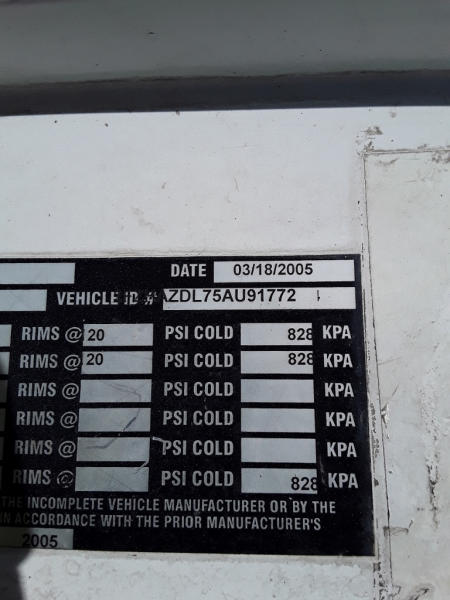 DATE 03/18/2005
VEHICLE ID # AZDL75AU91772
RIMS @ 20 PSI COLD 828 KPA
RIMS @ 20 PSI COLD 828 KPA
RIMS @ PSI COLD KPA
RIMS @ PSI COLD KPA
RIMS @ PSI COLD KPA
RIMS @ PSI COLD 828 KPA
THE INCOMPLETE VEHICLE MANUFACTURER OR BY THE
IN ACCORDANCE WITH THE PRIOR MANUFACTURER'S
2005